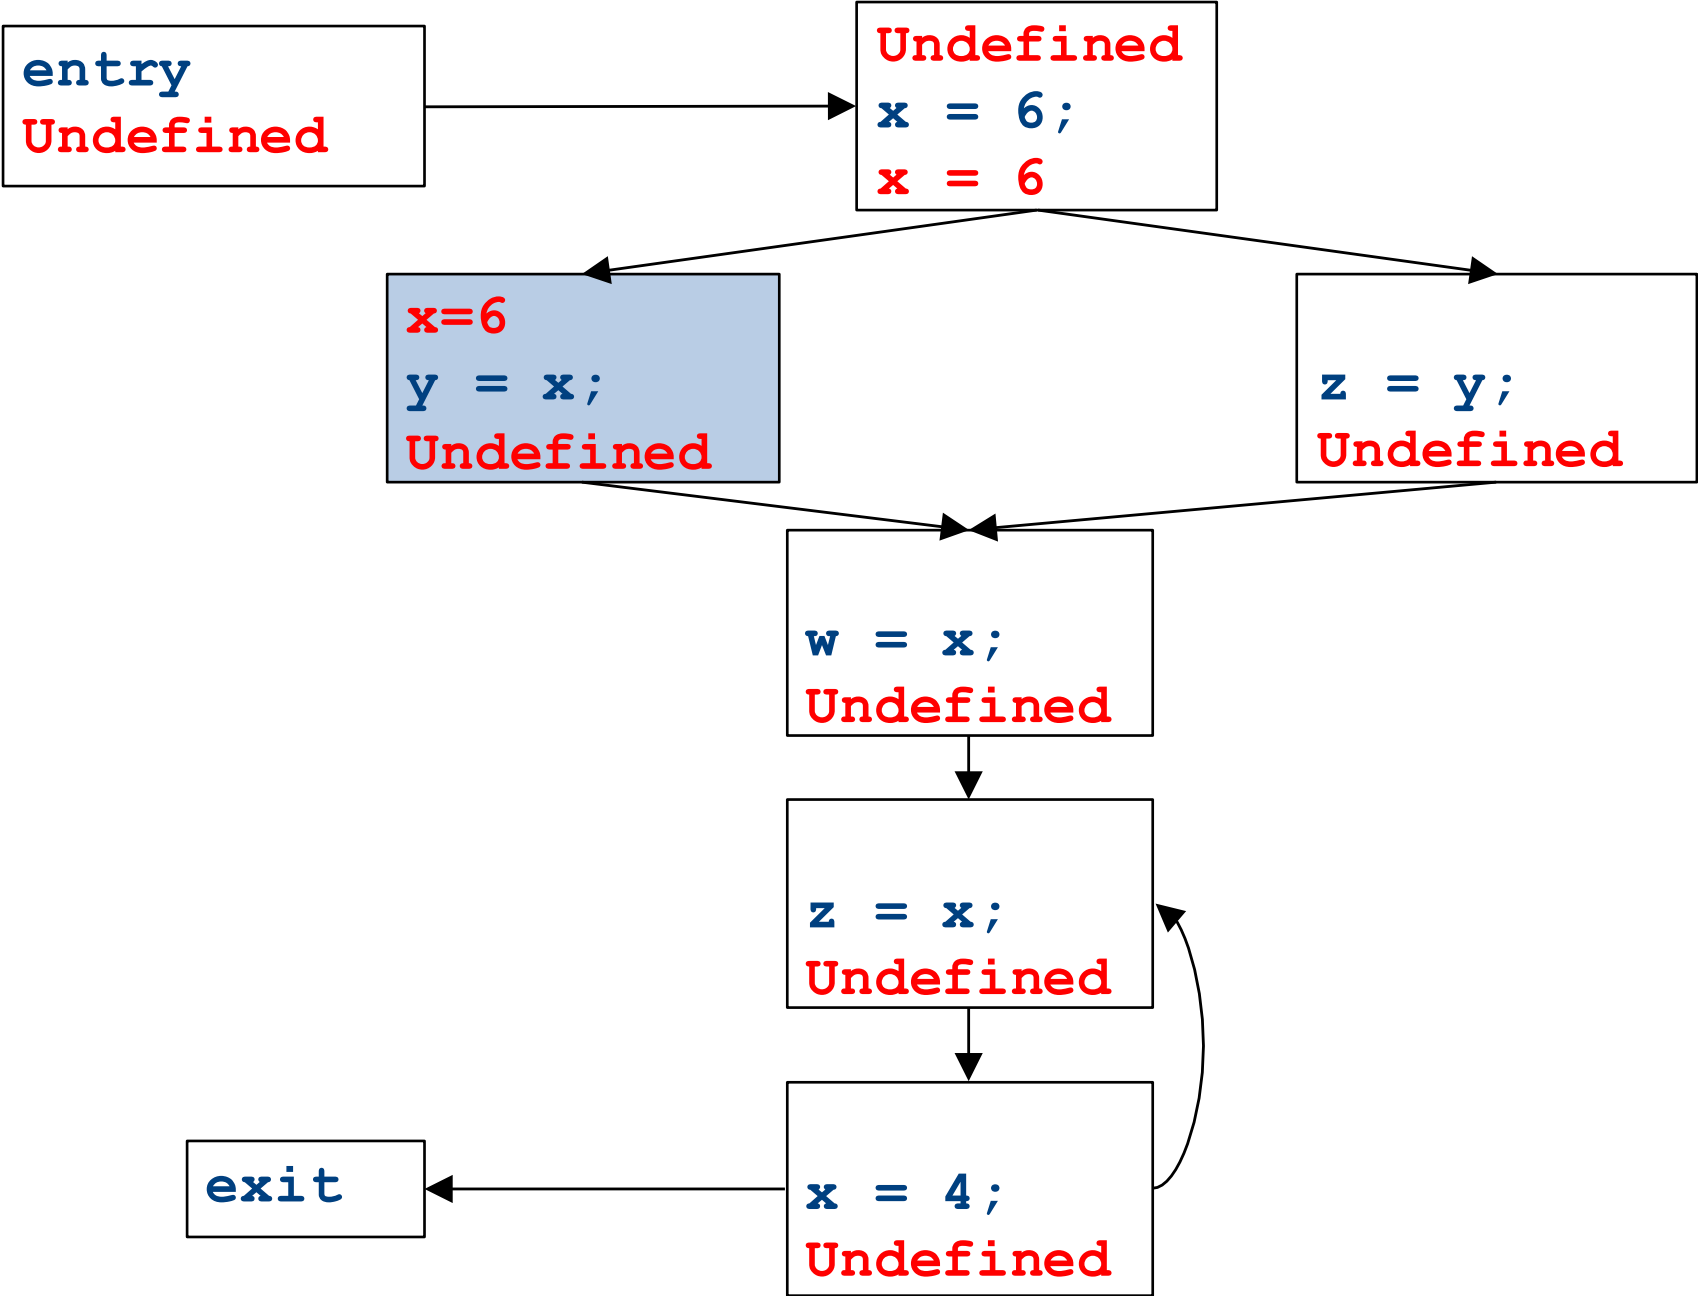 entry
Undefined
Undefined
x = 6;
x = 6
x=6
y = x;
Undefined
z = y;
Undefined
w = x;
Undefined
z = x;
Undefined
x = 4;
Undefined
exit